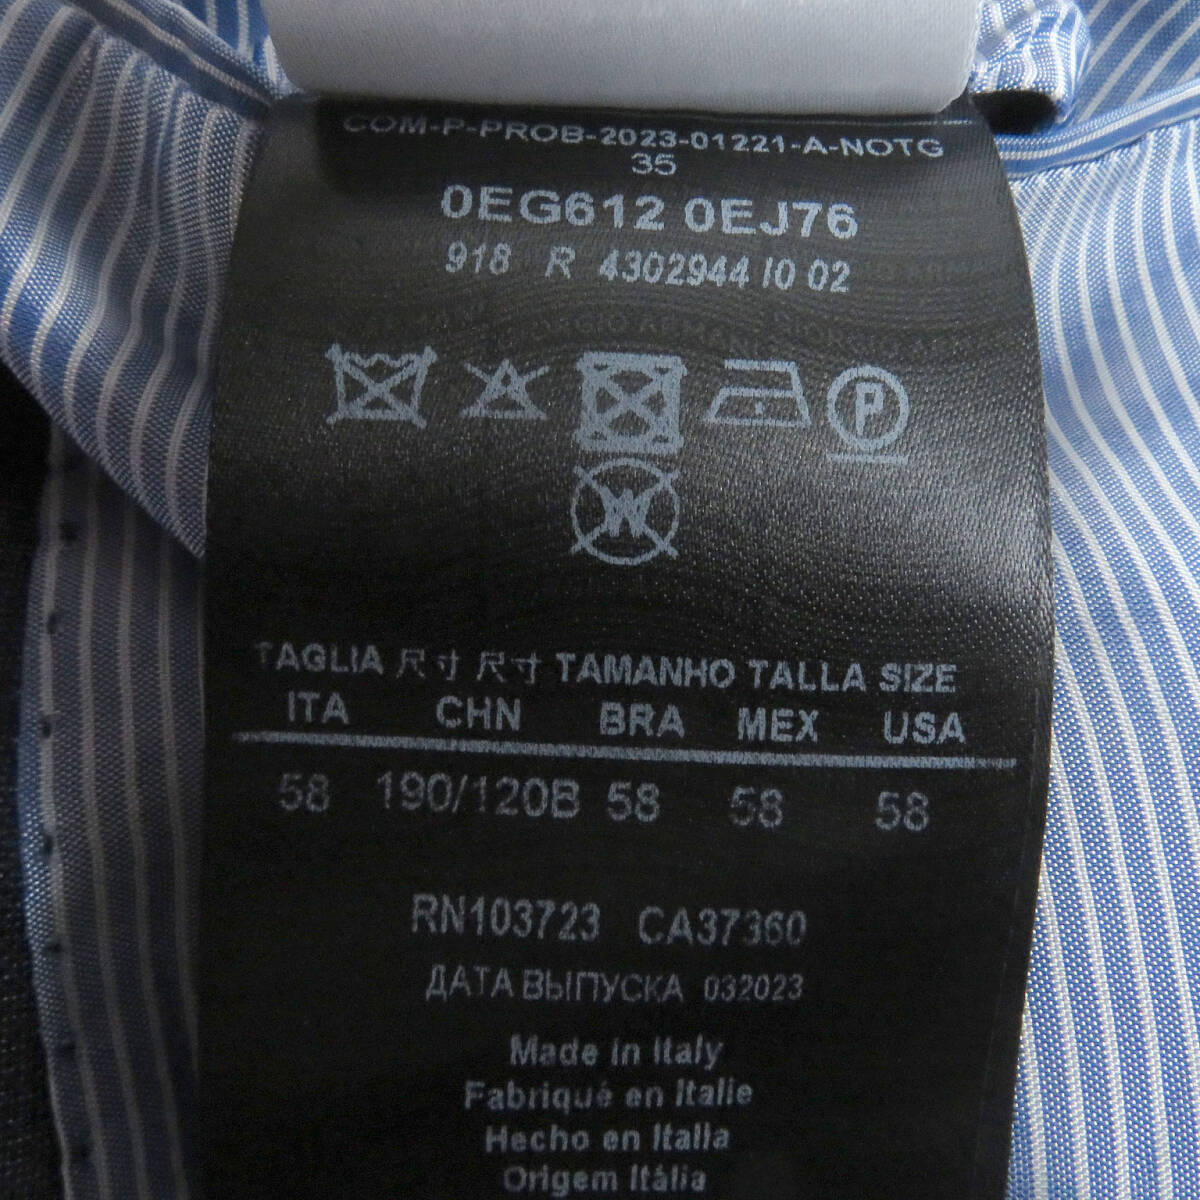 COM-P-PROB-2023-01221-A-NOTG
35
0EG612 0EJ76
918 R 4302944 I0 02
P
W
TAGLIA 尺寸 尺寸 TAMANHO TALLA SIZE
ITA CHN BRA MEX USA
58 190/120B 58 58 58
RN103723 CA37360
ДАТА ВЫПУСКА 032023
Made in Italy
Fabriqué en Italie
Hecho en Italia
Origem Itália